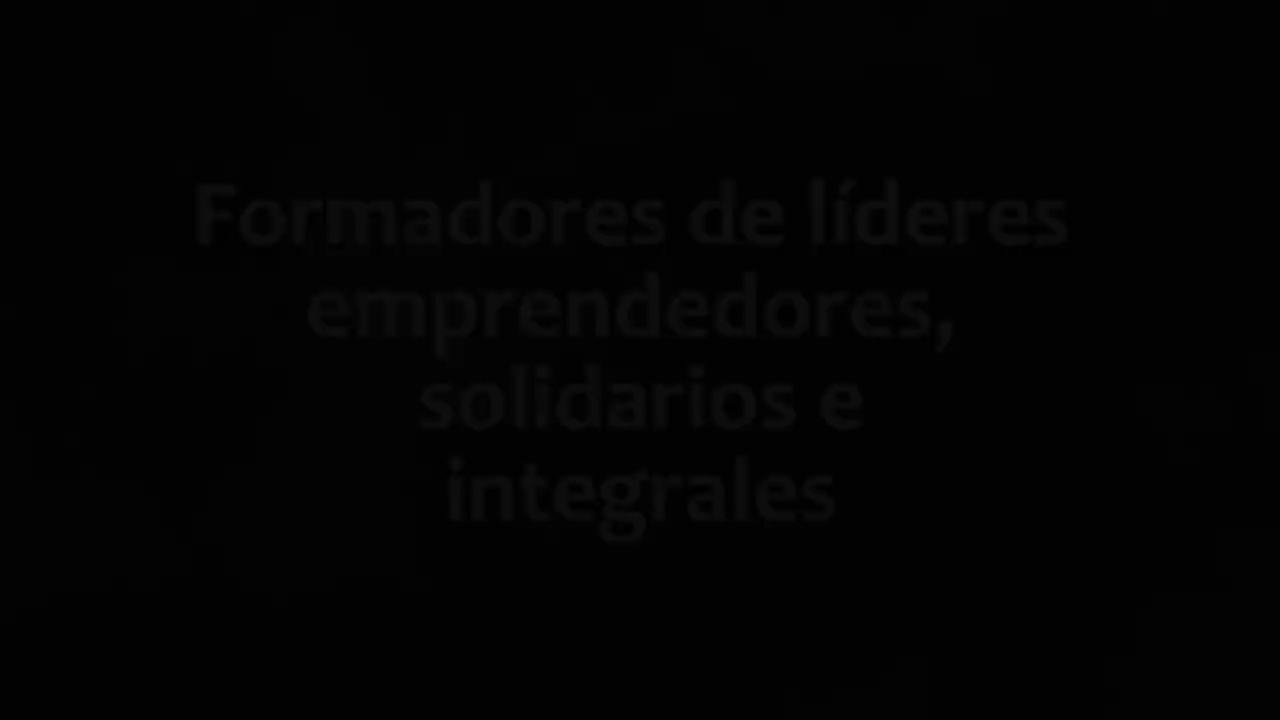 Formadores de líderes
emprendedores,
solidarios e
integrales